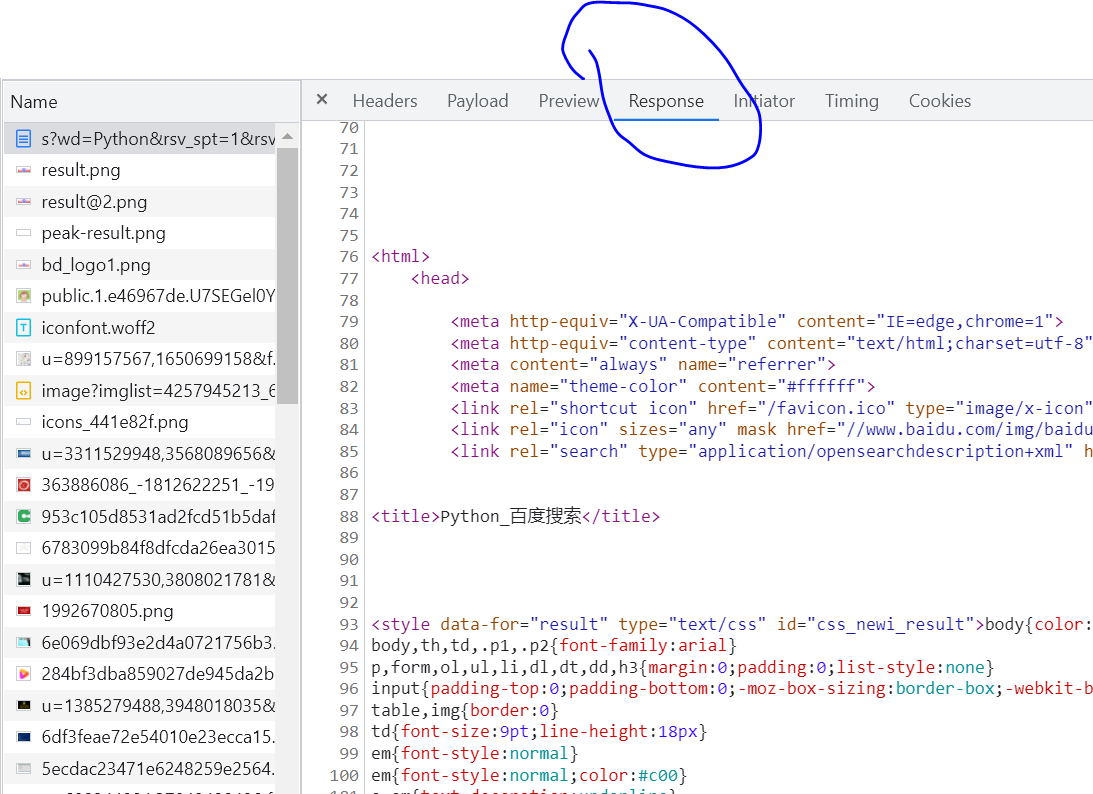 Name
Headers Payload Preview Response Initiator Timing Cookies
s?wd=Python&rsv_spt=1&rsv
result.png
result@2.png
peak-result.png
bd_logo1.png
public.1.e46967de.U7SEGel0Y
iconfont.woff2
u=899157567,1650699158&f.
image?imglist=4257945213_6
icons_441e82f.png
u=3311529948,3568089656&
363886086_-1812622251_-19
953c105d8531ad2fcd51b5daf
6783099b84f8dfcda26ea3015
u=1110427530,3808021781&
1992670805.png
6e069dbf93e2d4a0721756b3.
284bf3dba859027de945da2b
u=1385279488,3948018035&
6df3feae72e54010e23ecca15.
5ecdac23471e6248259e2564.
70
71
72
73
74
75
76 <html>
77 <head>
78
79 <meta http-equiv="X-UA-Compatible" content="IE=edge,chrome=1">
80 <meta http-equiv="content-type" content="text/html;charset=utf-8"
81 <meta content="always" name="referrer">
82 <meta name="theme-color" content="#ffffff">
83 <link rel="shortcut icon" href="/favicon.ico" type="image/x-icon"
84 <link rel="icon" sizes="any" mask href="//www.baidu.com/img/baidu
85 <link rel="search" type="application/opensearchdescription+xml" h
86
87
88 <title>Python_百度搜索</title>
89
90
91
92
93 <style data-for="result" type="text/css" id="css_newi_result">body{color:
94 body,th,td,.p1,.p2{font-family:arial}
95 p,form,ol,ul,li,dl,dt,dd,h3{margin:0;padding:0;list-style:none}
96 input{padding-top:0;padding-bottom:0;-moz-box-sizing:border-box;-webkit-b
97 table,img{border:0}
98 td{font-size:9pt;line-height:18px}
99 em{font-style:normal}
100 em{font-style:normal;color:#c00}